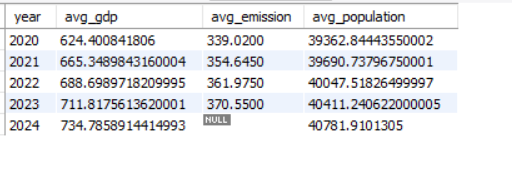 year avg_gdp avg_emission avg_population
2020 624.400841806 339.0200 39362.84443550002
2021 665.3489843160004 354.6450 39690.73796750001
2022 688.6989718209995 361.9750 40047.51826499997
2023 711.8175613620001 370.5500 40411.240622000005
2024 734.7858914414993 NULL 40781.9101305